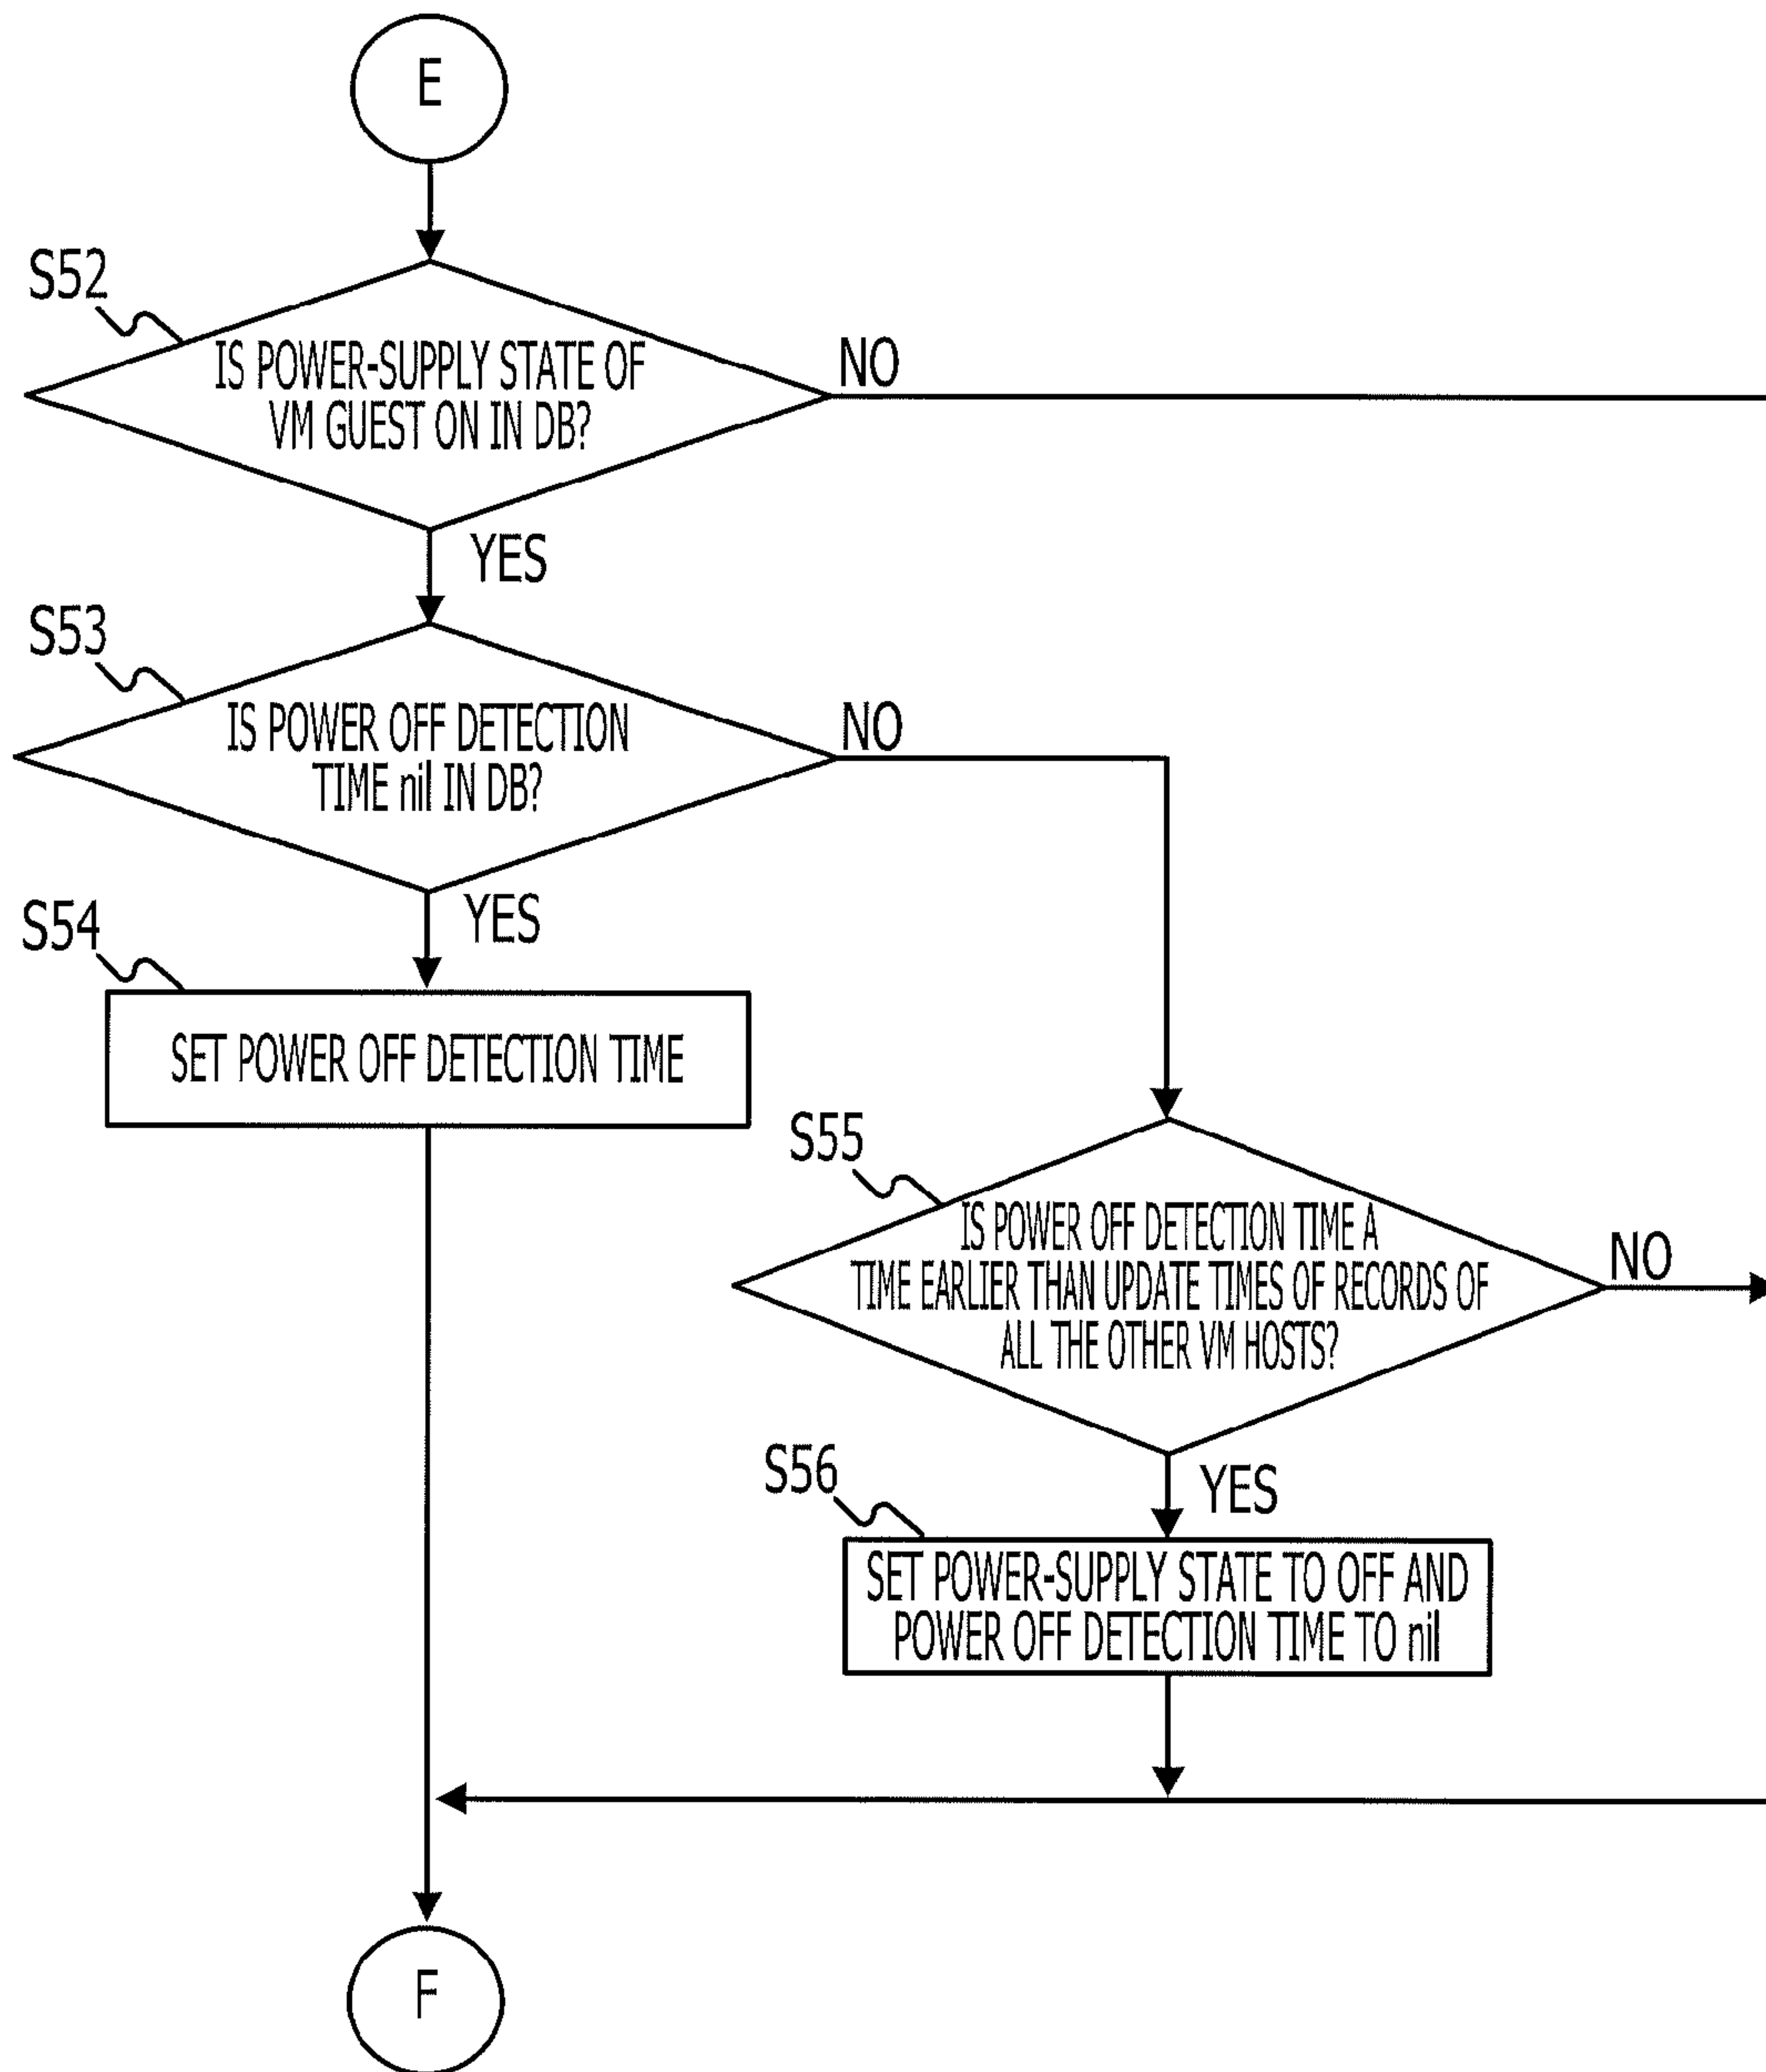 E
S52
IS POWER-SUPPLY STATE OF
VM GUEST ON IN DB?
NO
YES
S53
IS POWER OFF DETECTION
TIME nil IN DB?
NO
YES
S54
SET POWER OFF DETECTION TIME
S55
IS POWER OFF DETECTION TIME A
TIME EARLIER THAN UPDATE TIMES OF RECORDS OF
ALL THE OTHER VM HOSTS?
NO
YES
S56
SET POWER-SUPPLY STATE TO OFF AND
POWER OFF DETECTION TIME TO nil
F